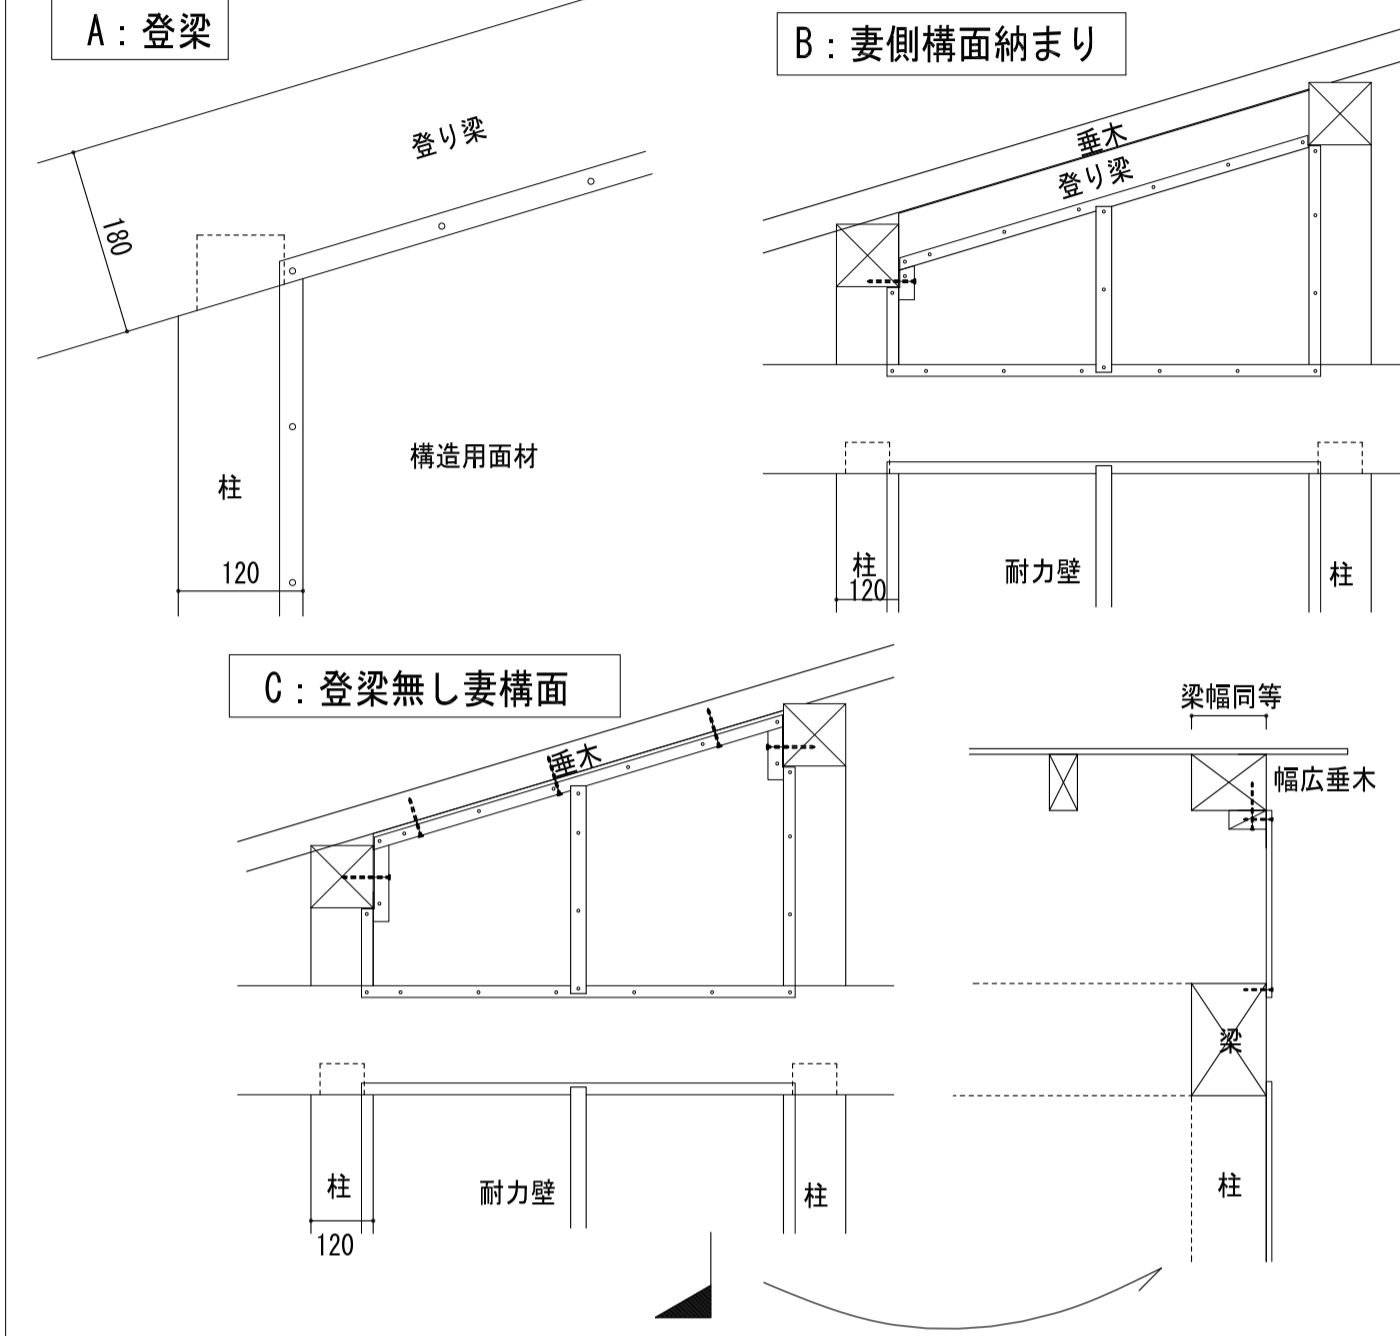 A：登梁
登り梁
180
構造用面材
柱
120
B：妻側構面納まり
垂木
登り梁
柱
120
耐力壁
柱
C：登梁無し妻構面
垂木
柱
120
耐力壁
柱
梁幅同等
幅広垂木
梁
柱